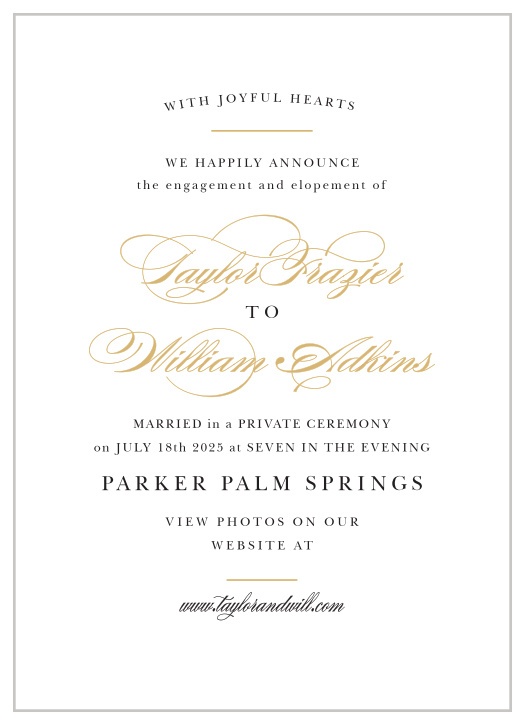 WITH JOYFUL HEARTS
WE HAPPILY ANNOUNCE
the engagement and elopement of
Taylor Frazier
TO
William Adkins
MARRIED in a PRIVATE CEREMONY
on JULY 18th 2025 at SEVEN IN THE EVENING
PARKER PALM SPRINGS
VIEW PHOTOS ON OUR
WEBSITE AT
www.taylorandwill.com